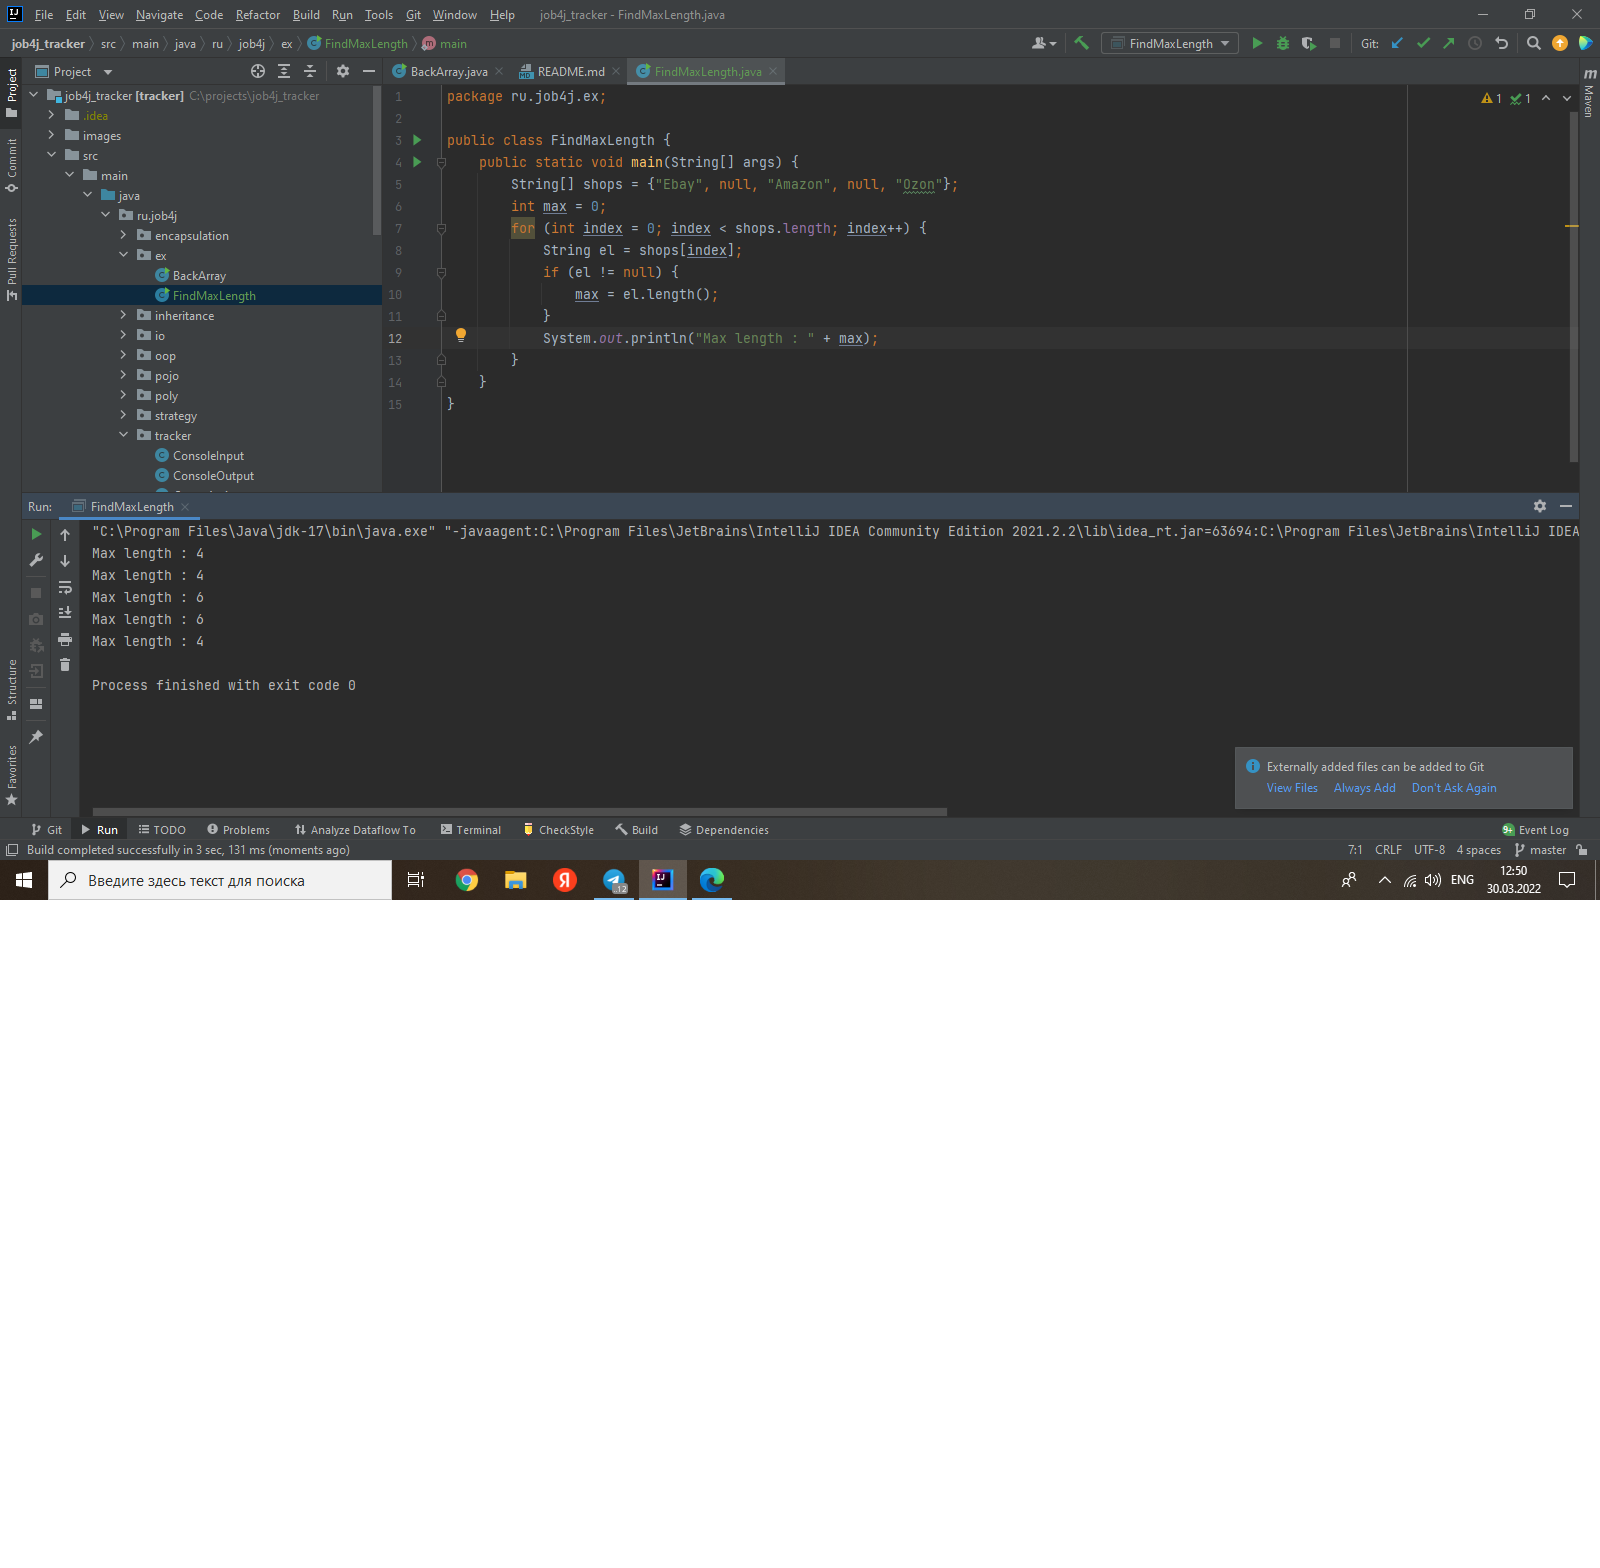 File Edit View Navigate Code Refactor Build Run Tools Git Window Help job4j_tracker - FindMaxLength.java
job4j_tracker src main java ru job4j ex FindMaxLength main FindMaxLength Git:
Project BackArray.java README.md FindMaxLength.java
Project
Commit
Pull Requests
Structure
Favorites
Maven
job4j_tracker [tracker] C:\projects\job4j_tracker
.idea
images
src
main
java
ru.job4j
encapsulation
ex
BackArray
FindMaxLength
inheritance
io
oop
pojo
poly
strategy
tracker
ConsoleInput
ConsoleOutput
1 package ru.job4j.ex;
2
3 public class FindMaxLength {
4 public static void main(String[] args) {
5 String[] shops = {"Ebay", null, "Amazon", null, "Ozon"};
6 int max = 0;
7 for (int index = 0; index < shops.length; index++) {
8 String el = shops[index];
9 if (el != null) {
10 max = el.length();
11 }
12 System.out.println("Max length : " + max);
13 }
14 }
15 }
1 1
Run: FindMaxLength
"C:\Program Files\Java\jdk-17\bin\java.exe" "-javaagent:C:\Program Files\JetBrains\IntelliJ IDEA Community Edition 2021.2.2\lib\idea_rt.jar=63694:C:\Program Files\JetBrains\IntelliJ IDEA
Max length : 4
Max length : 4
Max length : 6
Max length : 6
Max length : 4
Process finished with exit code 0
Externally added files can be added to Git
View Files Always Add Don't Ask Again
Git Run TODO Problems Analyze Dataflow To Terminal CheckStyle Build Dependencies 9+ Event Log
Build completed successfully in 3 sec, 131 ms (moments ago) 7:1 CRLF UTF-8 4 spaces master
Введите здесь текст для поиска Я 12 IJ ENG 12:50
30.03.2022